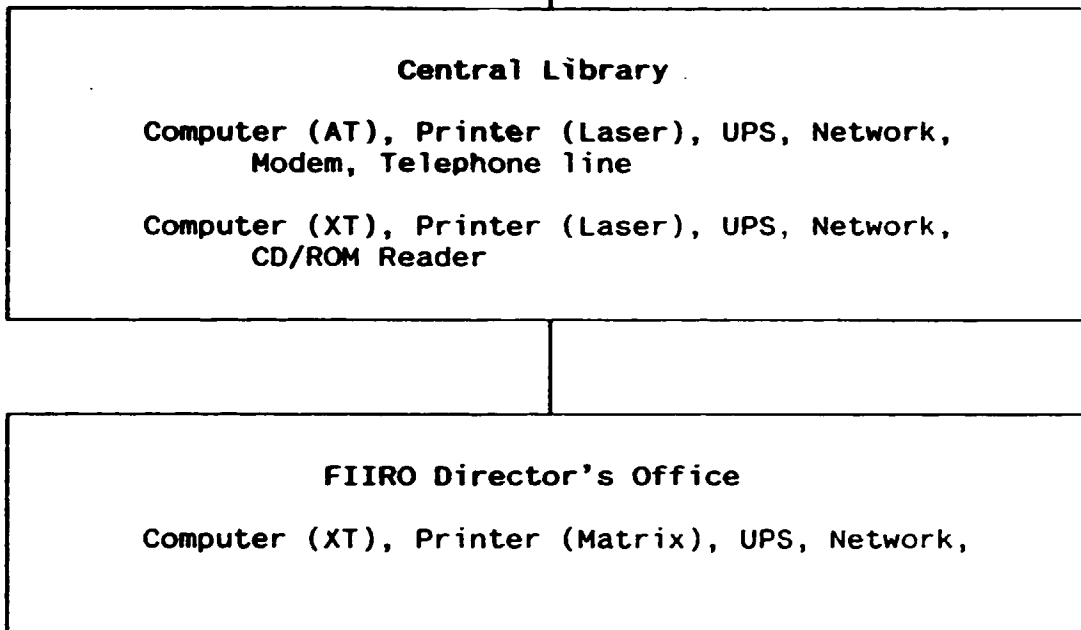 Central Library
Computer (AT), Printer (Laser), UPS, Network,
Modem, Telephone line
Computer (XT), Printer (Laser), UPS, Network,
CD/ROM Reader
FIIRO Director's Office
Computer (XT), Printer (Matrix), UPS, Network,